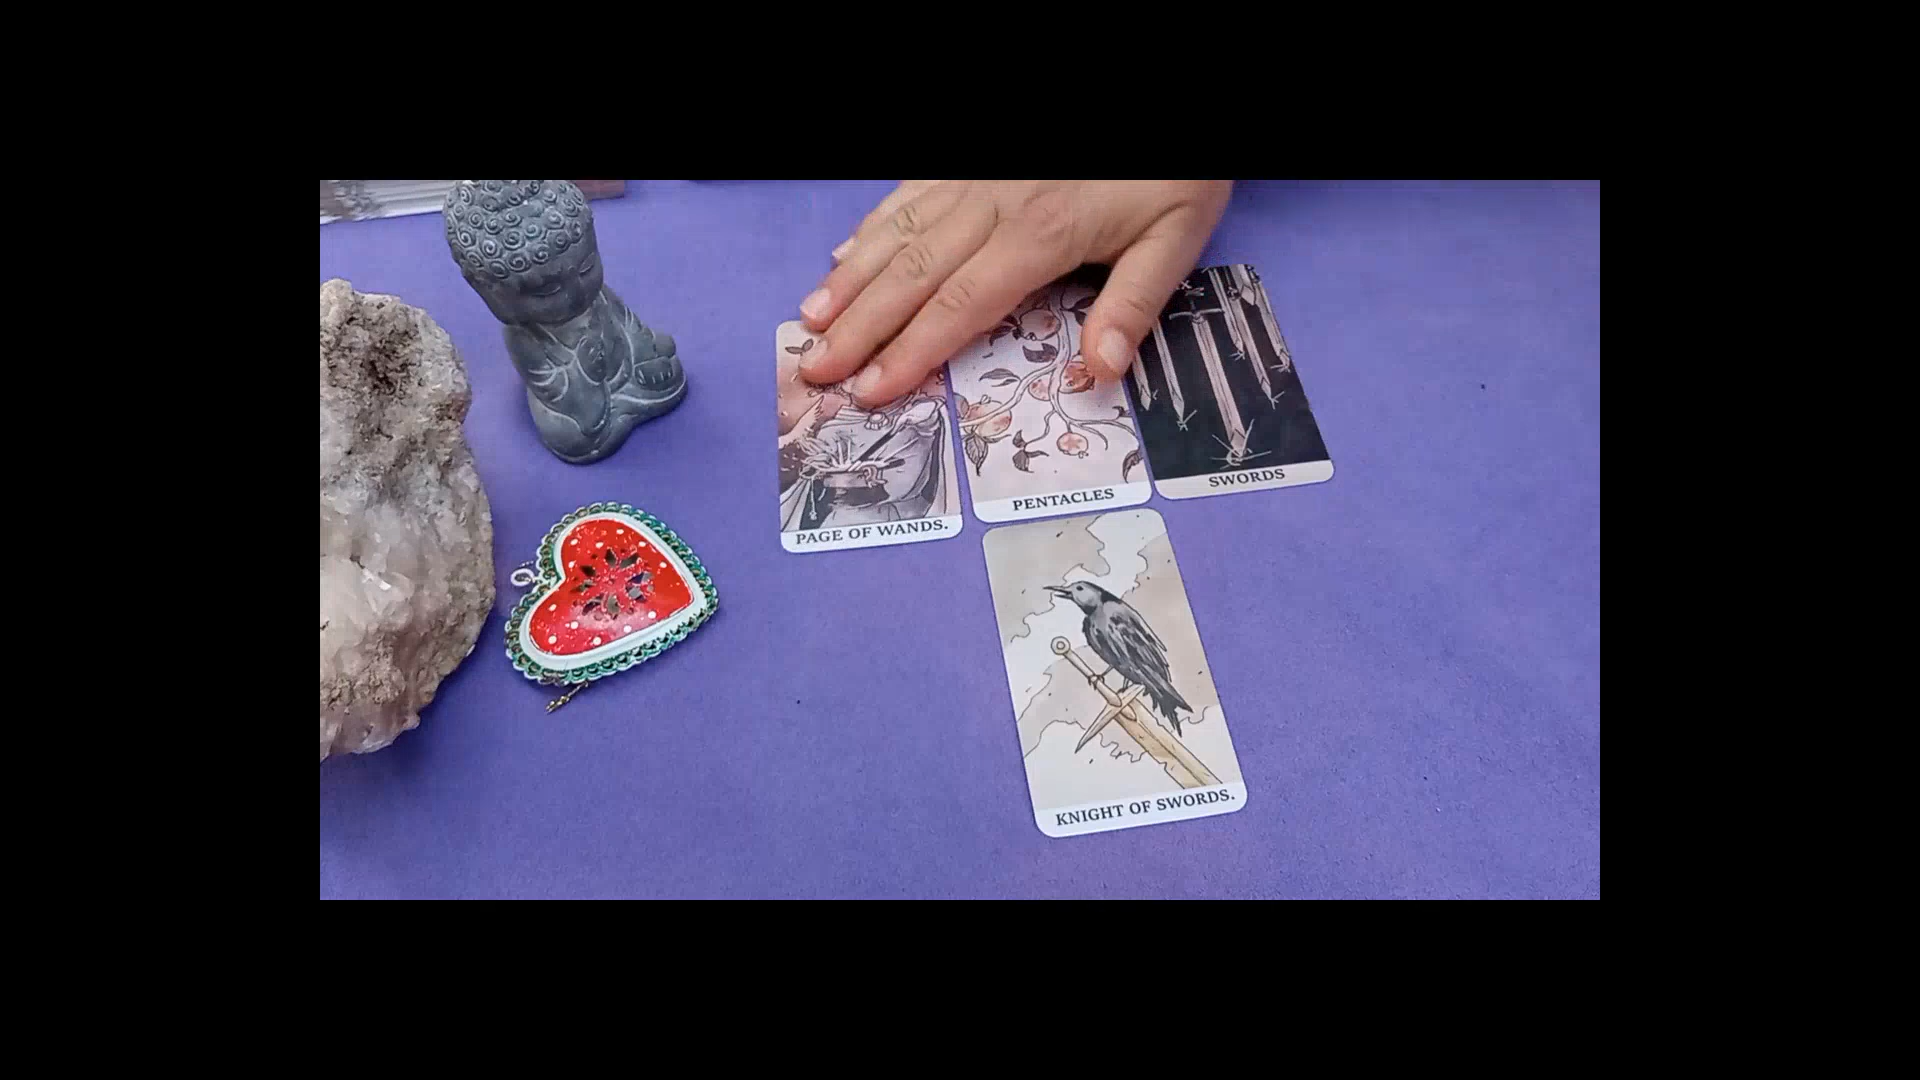 PAGE OF WANDS.
PENTACLES
SWORDS
KNIGHT OF SWORDS.